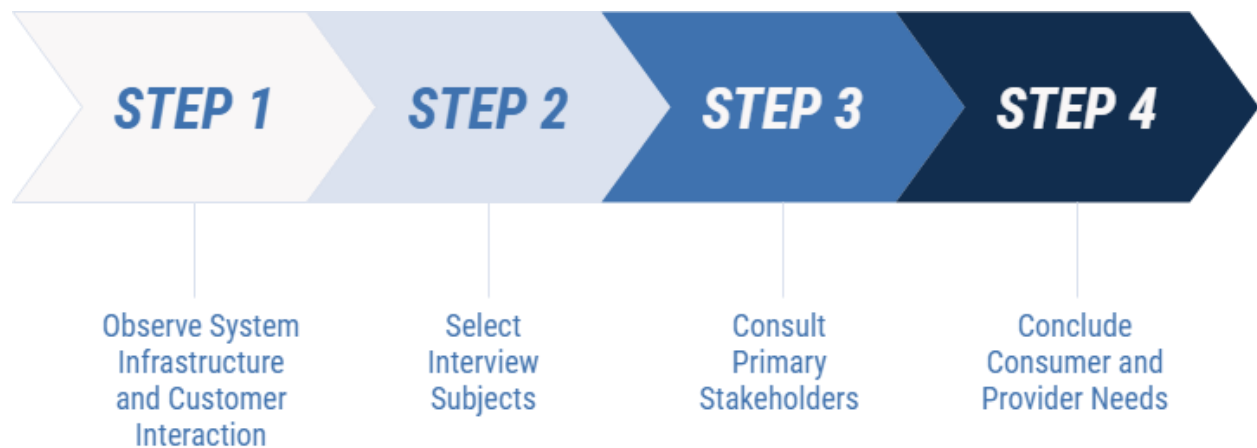 STEP 1
STEP 2
STEP 3
STEP 4
Observe System
Infrastructure
and Customer
Interaction
Select
Interview
Subjects
Consult
Primary
Stakeholders
Conclude
Consumer and
Provider Needs